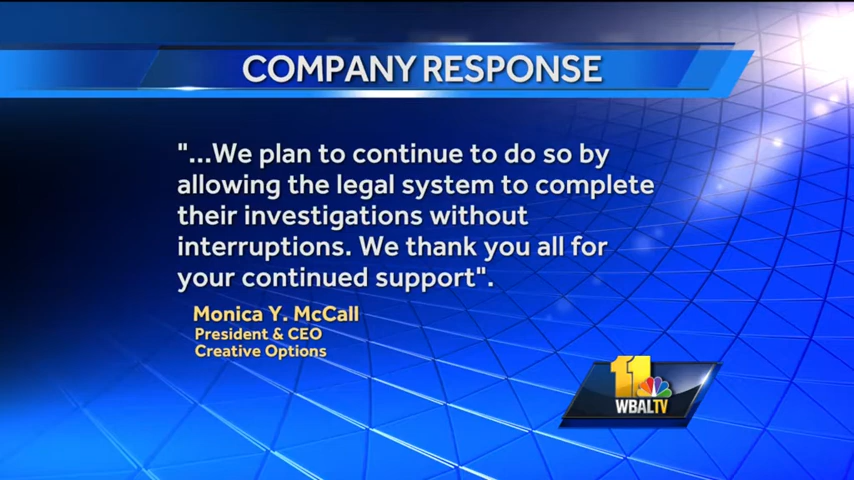 COMPANY RESPONSE
"...We plan to continue to do so by
allowing the legal system to complete
their investigations without
interruptions. We thank you all for
your continued support".
Monica Y. McCall
President & CEO
Creative Options
11
WBALTV